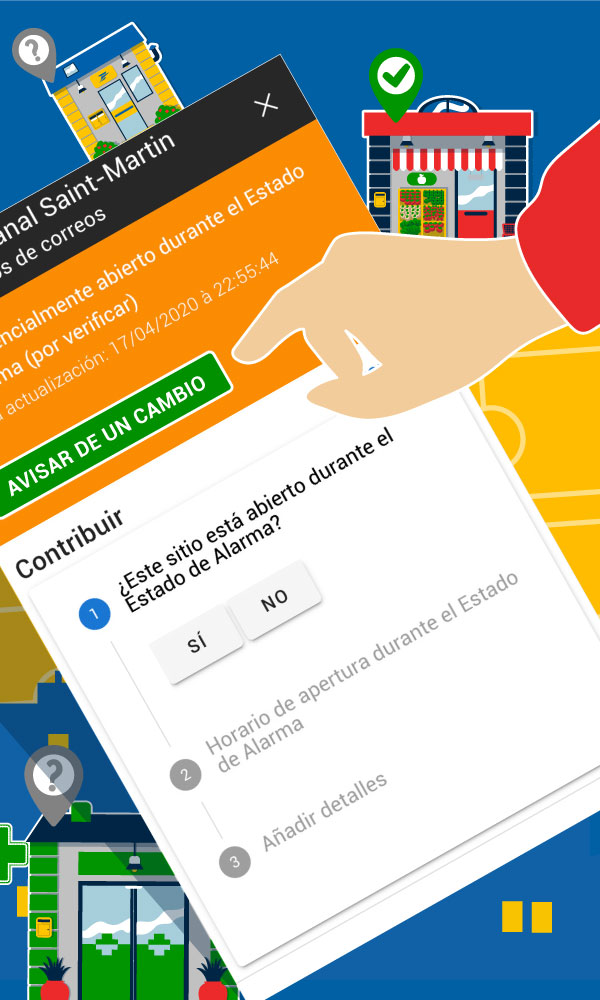 anal Saint-Martin
s de correos
ncialmente abierto durante el Estado
ma (por verificar)
actualización: 17/04/2020 à 22:55:44
AVISAR DE UN CAMBIO
Contribuir
1
¿Este sitio está abierto durante el
Estado de Alarma?
SÍ
NO
2
Horario de apertura durante el Estado
de Alarma
3
Añadir detalles
?
?